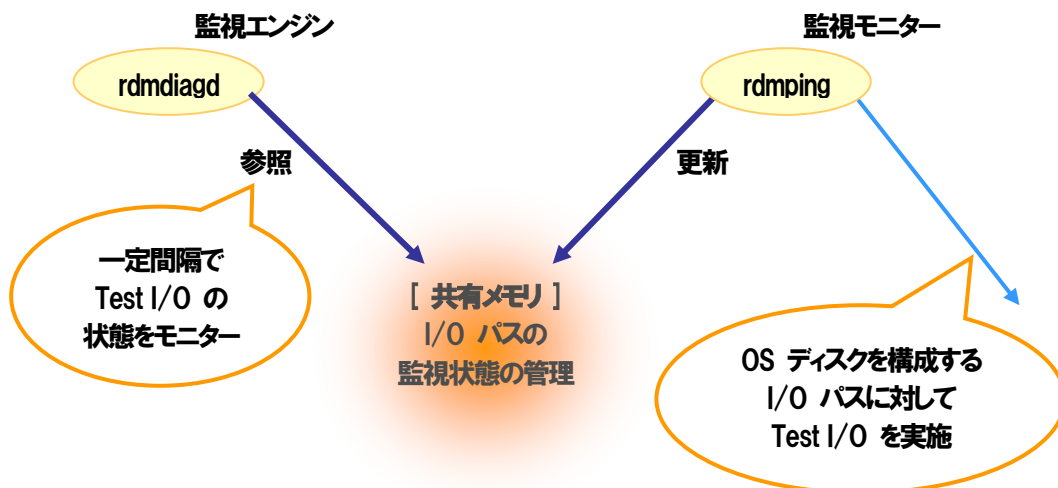 監視エンジン
監視モニター
rdmdiagd
rdmping
参照
更新
一定間隔で
Test I/O の
状態をモニター
[ 共有メモリ ]
I/O パスの
監視状態の管理
OS ディスクを構成する
I/O パスに対して
Test I/O を実施